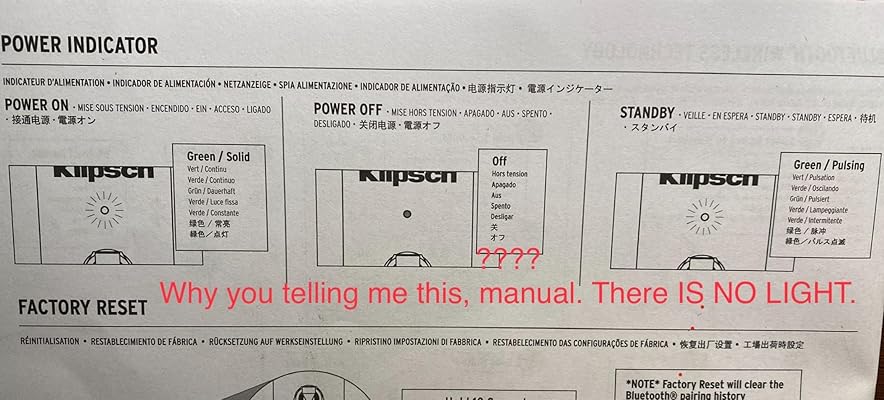 POWER INDICATOR
INDICATEUR D'ALIMENTATION • INDICADOR DE ALIMENTACIÓN • NETZANZEIGE • SPIA ALIMENTAZIONE • INDICADOR DE ALIMENTAÇÃO • 电源指示灯 • 電源インジケーター
POWER ON • MISE SOUS TENSION • ENCENDIDO • EIN • ACCESO • LIGADO
• 接通电源 • 電源オン
Klipsch
Green / Solid
Vert / Continu
Verde / Continuo
Grün / Dauerhaft
Verde / Luce fissa
Verde / Constante
绿色 / 常亮
緑色 / 点灯
POWER OFF • MISE HORS TENSION • APAGADO • AUS • SPENTO •
DESLIGADO • 关闭电源 • 電源オフ
Klipsch
Off
Hors tension
Apagado
Aus
Spento
Desligar
关
オフ
STANDBY • VEILLE • EN ESPERA • STANDBY • STANDBY • ESPERA • 待机
• スタンバイ
Klipsch
Green / Pulsing
Vert / Pulsation
Verde / Oscilando
Grün / Pulsiert
Verde / Lampeggiante
Verde / Intermitente
绿色 / 脉冲
緑色 / パルス点滅
????
Why you telling me this, manual. There IS NO LIGHT.
FACTORY RESET
RÉINITIALISATION • RESTABLECIMIENTO DE FÁBRICA • RÜCKSETZUNG AUF WERKSEINSTELLUNG • RIPRISTINO IMPOSTAZIONI DI FABBRICA • RESTABELECIMENTO DAS CONFIGURAÇÕES DE FÁBRICA • 恢复出厂设置 • 工場出荷時設定
*NOTE* Factory Reset will clear the
Bluetooth® pairing history